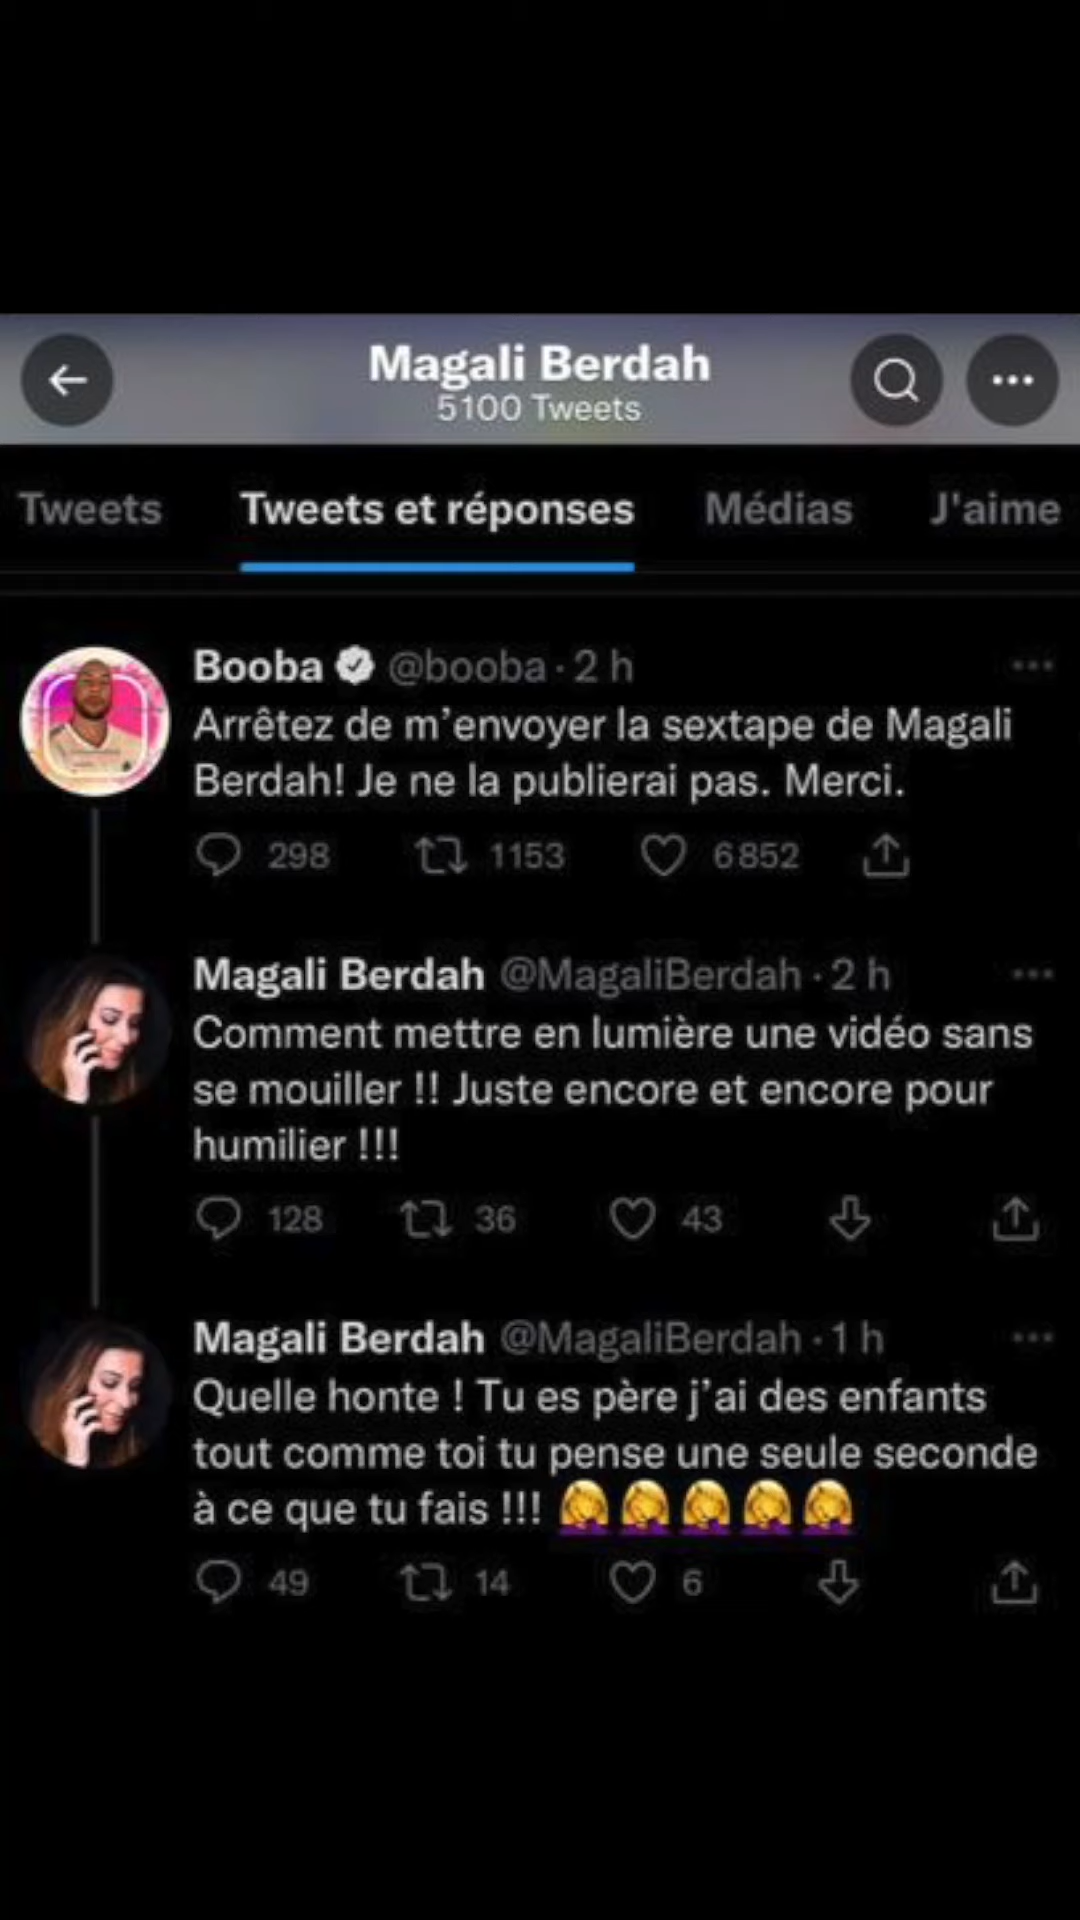 Magali Berdah
5100 Tweets
Tweets Tweets et réponses Médias J'aime
Booba @booba · 2 h
Arrêtez de m’envoyer la sextape de Magali
Berdah! Je ne la publierai pas. Merci.
298 1153 6852
Magali Berdah @MagaliBerdah · 2 h
Comment mettre en lumière une vidéo sans
se mouiller !! Juste encore et encore pour
humilier !!!
128 36 43
Magali Berdah @MagaliBerdah · 1 h
Quelle honte ! Tu es père j’ai des enfants
tout comme toi tu pense une seule seconde
à ce que tu fais !!! 🤦‍♀️🤦‍♀️🤦‍♀️🤦‍♀️🤦‍♀️
49 14 6